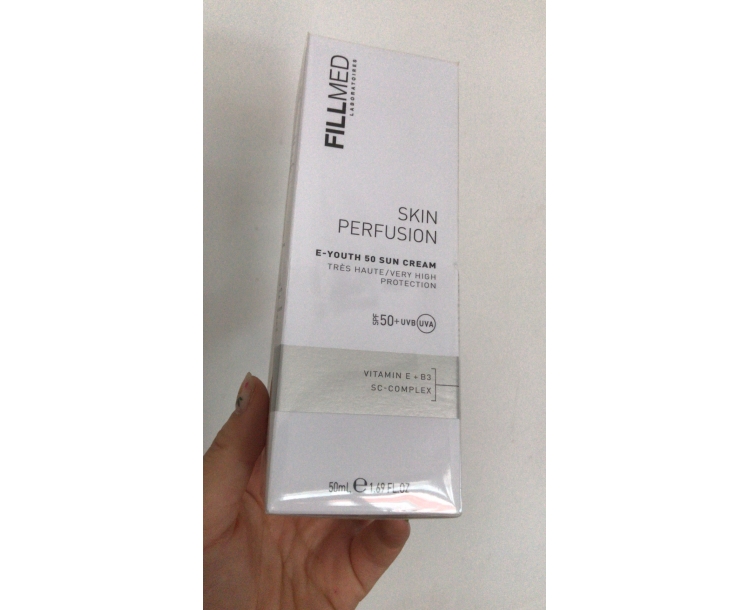 FILLMED
LABORATOIRES
SKIN
PERFUSION
E-YOUTH 50 SUN CREAM
TRÈS HAUTE/VERY HIGH
PROTECTION
SPF 50+ UVB UVA
VITAMIN E + B3
SC-COMPLEX
50mL e 1.69 FL.OZ